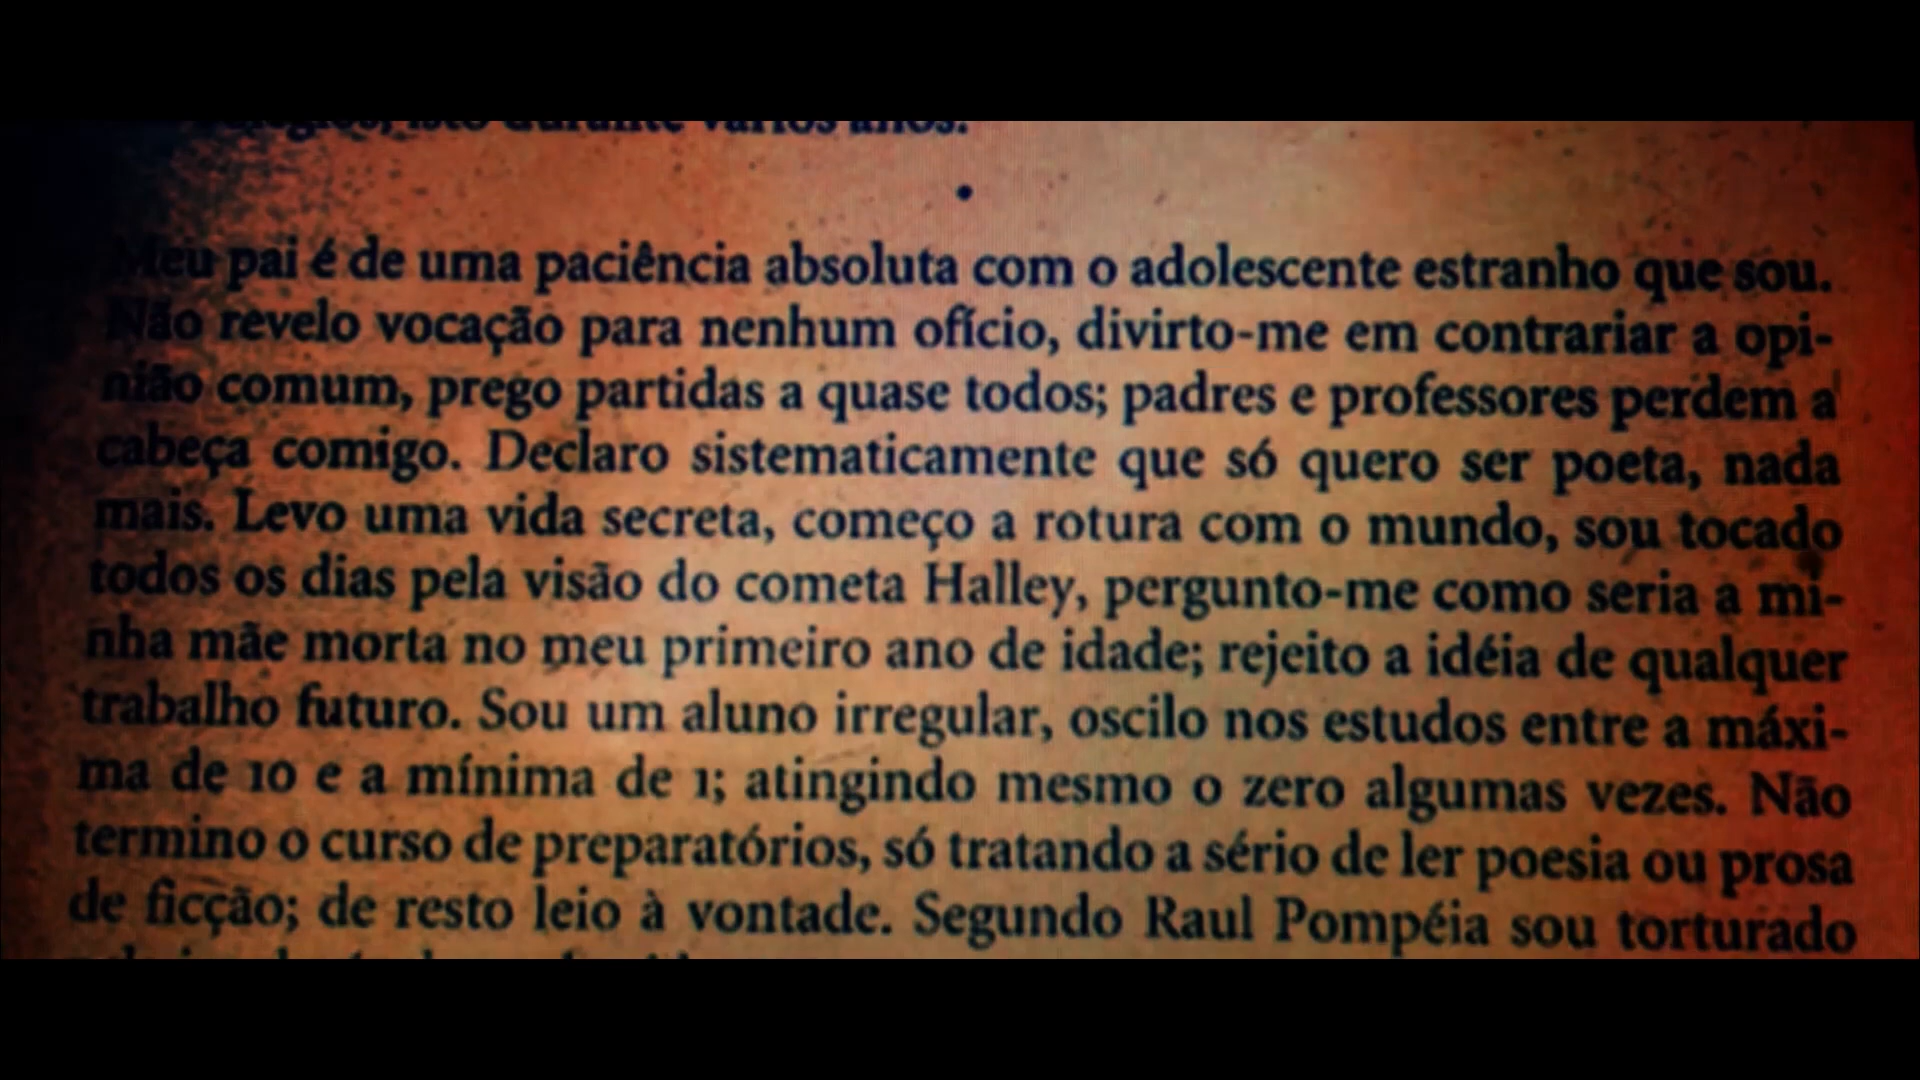 isto durante vários anos.
•
Meu pai é de uma paciência absoluta com o adolescente estranho que sou.
Não revelo vocação para nenhum ofício, divirto-me em contrariar a opi-
nião comum, prego partidas a quase todos; padres e professores perdem a
cabeça comigo. Declaro sistematicamente que só quero ser poeta, nada
mais. Levo uma vida secreta, começo a rotura com o mundo, sou tocado
todos os dias pela visão do cometa Halley, pergunto-me como seria a mi-
nha mãe morta no meu primeiro ano de idade; rejeito a idéia de qualquer
trabalho futuro. Sou um aluno irregular, oscilo nos estudos entre a máxi-
ma de 10 e a mínima de 1; atingindo mesmo o zero algumas vezes. Não
termino o curso de preparatórios, só tratando a sério de ler poesia ou prosa
de ficção; de resto leio à vontade. Segundo Raul Pompéia sou torturado